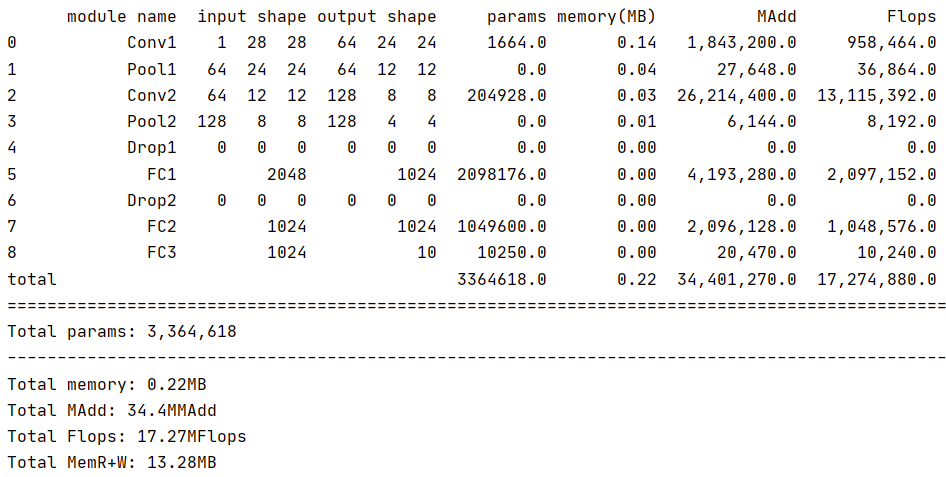 module name  input shape output shape     params memory(MB)          MAdd         Flops
0           Conv1   1  28  28   64  24  24     1664.0       0.14   1,843,200.0     958,464.0
1           Pool1  64  24  24   64  12  12        0.0       0.04      27,648.0      36,864.0
2           Conv2  64  12  12  128   8   8   204928.0       0.03  26,214,400.0  13,115,392.0
3           Pool2 128   8   8  128   4   4        0.0       0.01       6,144.0       8,192.0
4           Drop1   0   0   0    0   0   0        0.0       0.00           0.0           0.0
5             FC1         2048        1024  2098176.0       0.00   4,193,280.0   2,097,152.0
6           Drop2   0   0   0    0   0   0        0.0       0.00           0.0           0.0
7             FC2         1024        1024  1049600.0       0.00   2,096,128.0   1,048,576.0
8             FC3         1024          10    10250.0       0.00      20,470.0      10,240.0
total                                       3364618.0       0.22  34,401,270.0  17,274,880.0
==============================================================================================
Total params: 3,364,618
----------------------------------------------------------------------------------------------
Total memory: 0.22MB
Total MAdd: 34.4MMAdd
Total Flops: 17.27MFlops
Total MemR+W: 13.28MB